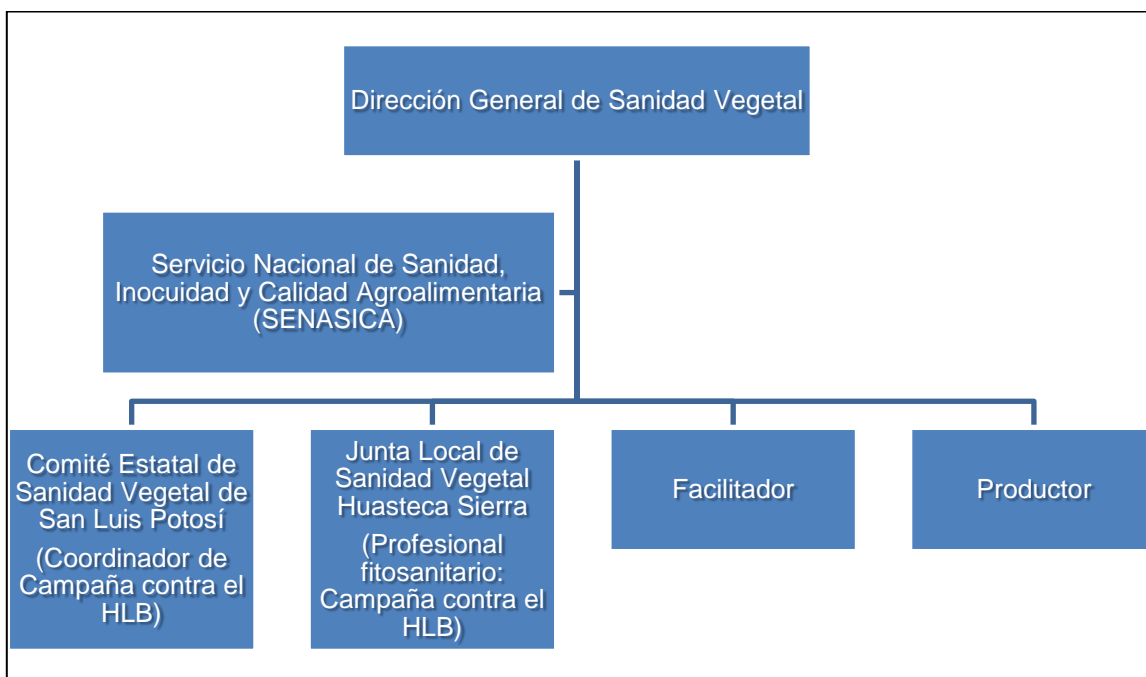 Dirección General de Sanidad Vegetal
Servicio Nacional de Sanidad,
Inocuidad y Calidad Agroalimentaria
(SENASICA)
Comité Estatal de
Sanidad Vegetal de
San Luis Potosí
(Coordinador de
Campaña contra el
HLB)
Junta Local de
Sanidad Vegetal
Huasteca Sierra
(Profesional
fitosanitario:
Campaña contra el
HLB)
Facilitador
Productor